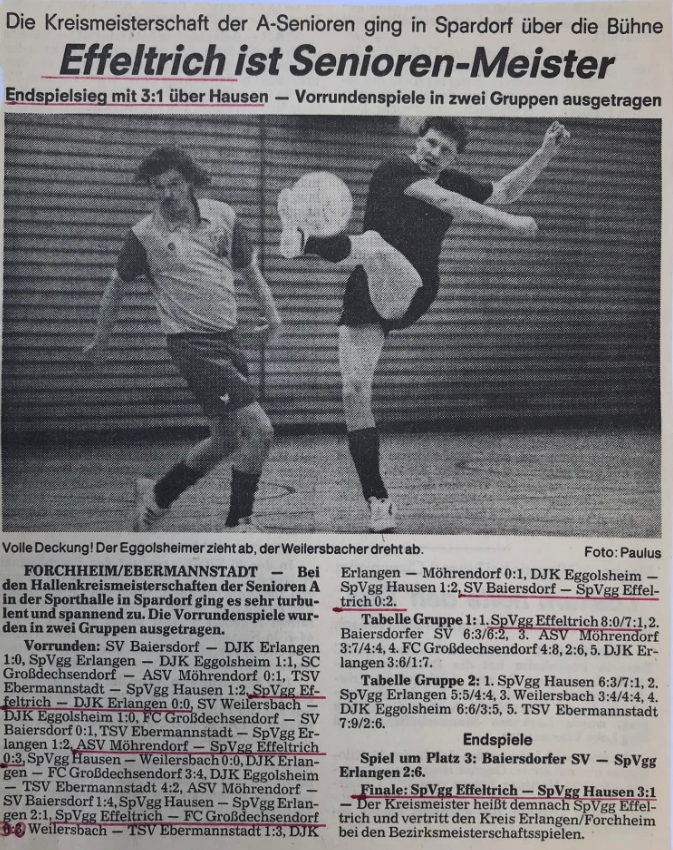 Die Kreismeisterschaft der A-Senioren ging in Spardorf über die Bühne
Effeltrich ist Senioren-Meister
Endspielsieg mit 3:1 über Hausen — Vorrundenspiele in zwei Gruppen ausgetragen
Volle Deckung! Der Eggolsheimer zieht ab, der Weilersbacher dreht ab.
Foto: Paulus
FORCHHEIM/EBERMANNSTADT — Bei
den Hallenkreismeisterschaften der Senioren A
in der Sporthalle in Spardorf ging es sehr turbu-
lent und spannend zu. Die Vorrundenspiele wur-
den in zwei Gruppen ausgetragen.
Vorrunden: SV Baiersdorf — DJK Erlangen
1:0, SpVgg Erlangen — DJK Eggolsheim 1:1, SC
Großdechsendorf — ASV Möhrendorf 0:1, TSV
Ebermannstadt — SpVgg Hausen 1:2, SpVgg Ef-
feltrich — DJK Erlangen 0:0, SV Weilersbach —
DJK Eggolsheim 1:0, FC Großdechsendorf — SV
Baiersdorf 0:1, TSV Ebermannstadt — SpVgg Er-
langen 1:2, ASV Möhrendorf — SpVgg Effeltrich
0:3, SpVgg Hausen — Weilersbach 0:0, DJK Erlan-
gen — FC Großdechsendorf 3:4, DJK Eggolsheim
— TSV Ebermannstadt 4:2, ASV Möhrendorf —
SV Baiersdorf 1:4, SpVgg Hausen — SpVgg Erlan-
gen 2:1, SpVgg Effeltrich — FC Großdechsendorf
Weilersbach — TSV Ebermannstadt 1:3, DJK
Erlangen — Möhrendorf 0:1, DJK Eggolsheim —
SpVgg Hausen 1:2, SV Baiersdorf — SpVgg Effel-
trich 0:2.
Tabelle Gruppe 1: 1. SpVgg Effeltrich 8:0/7:1, 2.
Baiersdorfer SV 6:3/6:2, 3. ASV Möhrendorf
3:7/4:4, 4. FC Großdechsendorf 4:8, 2:6, 5. DJK Er-
langen 3:6/1:7.
Tabelle Gruppe 2: 1. SpVgg Hausen 6:3/7:1, 2.
SpVgg Erlangen 5:5/4:4, 3. Weilersbach 3:4/4:4, 4.
DJK Eggolsheim 6:6/3:5, 5. TSV Ebermannstadt
7:9/2:6.
Endspiele
Spiel um Platz 3: Baiersdorfer SV — SpVgg
Erlangen 2:6.
Finale: SpVgg Effeltrich — SpVgg Hausen 3:1
— Der Kreismeister heißt demnach SpVgg Effel-
trich und vertritt den Kreis Erlangen/Forchheim
bei den Bezirksmeisterschaftsspielen.